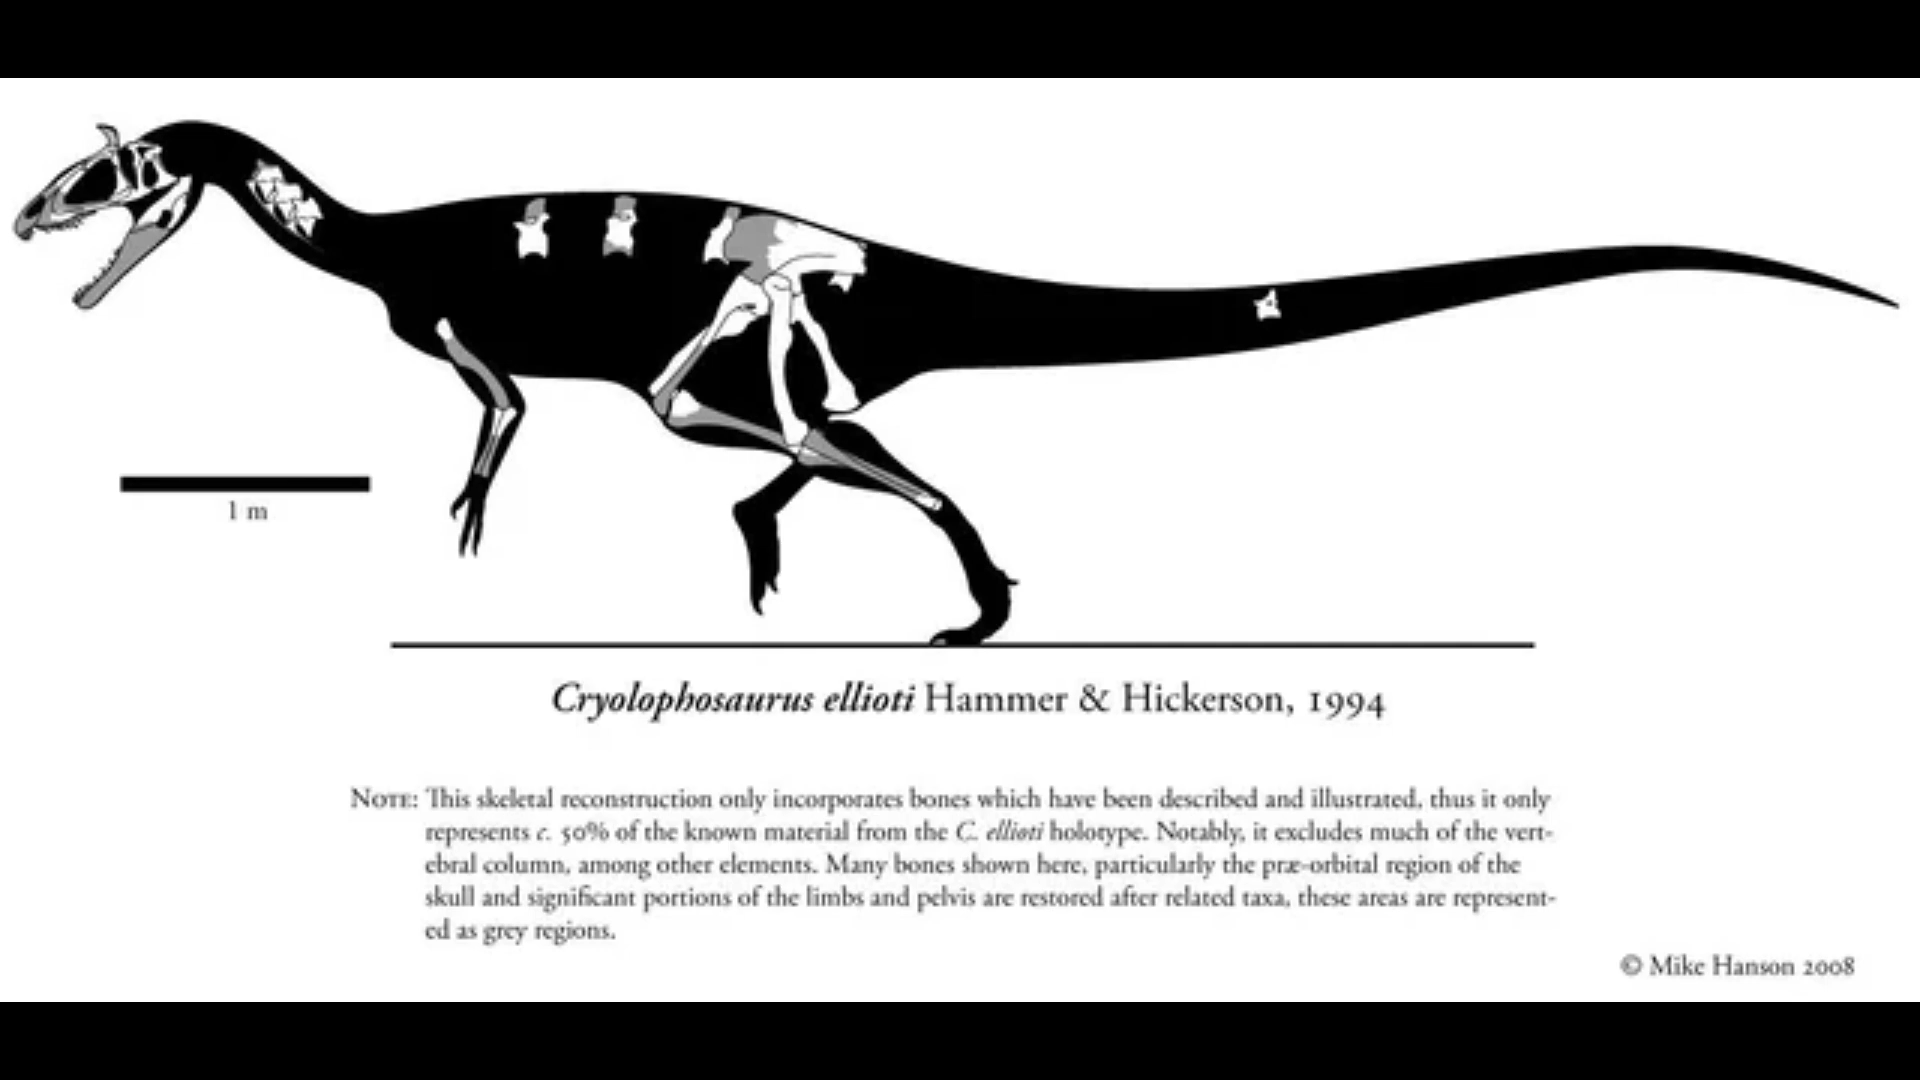 1 m
Cryolophosaurus ellioti Hammer & Hickerson, 1994
NOTE: This skeletal reconstruction only incorporates bones which have been described and illustrated, thus it only
represents c. 50% of the known material from the C. ellioti holotype. Notably, it excludes much of the vert-
ebral column, among other elements. Many bones shown here, particularly the præ-orbital region of the
skull and significant portions of the limbs and pelvis are restored after related taxa, these areas are represent-
ed as grey regions.
© Mike Hanson 2008